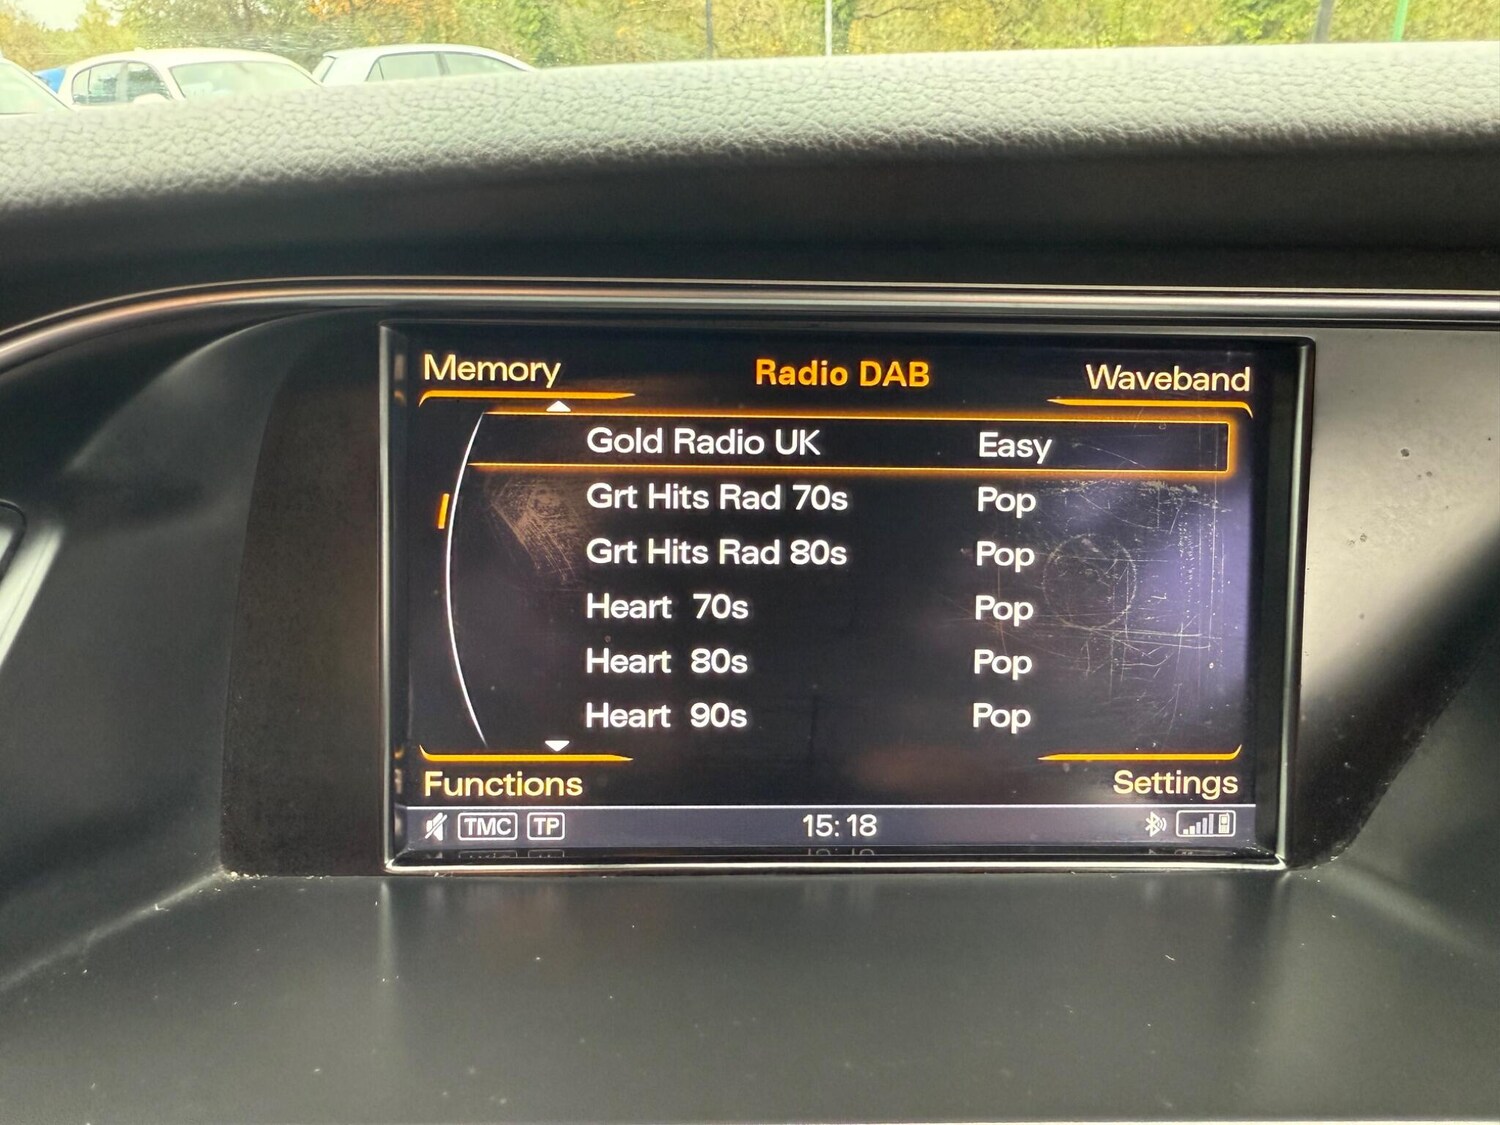 Memory Radio DAB Waveband
Gold Radio UK Easy
Grt Hits Rad 70s Pop
Grt Hits Rad 80s Pop
Heart 70s Pop
Heart 80s Pop
Heart 90s Pop
Functions Settings
TMC TP 15:18